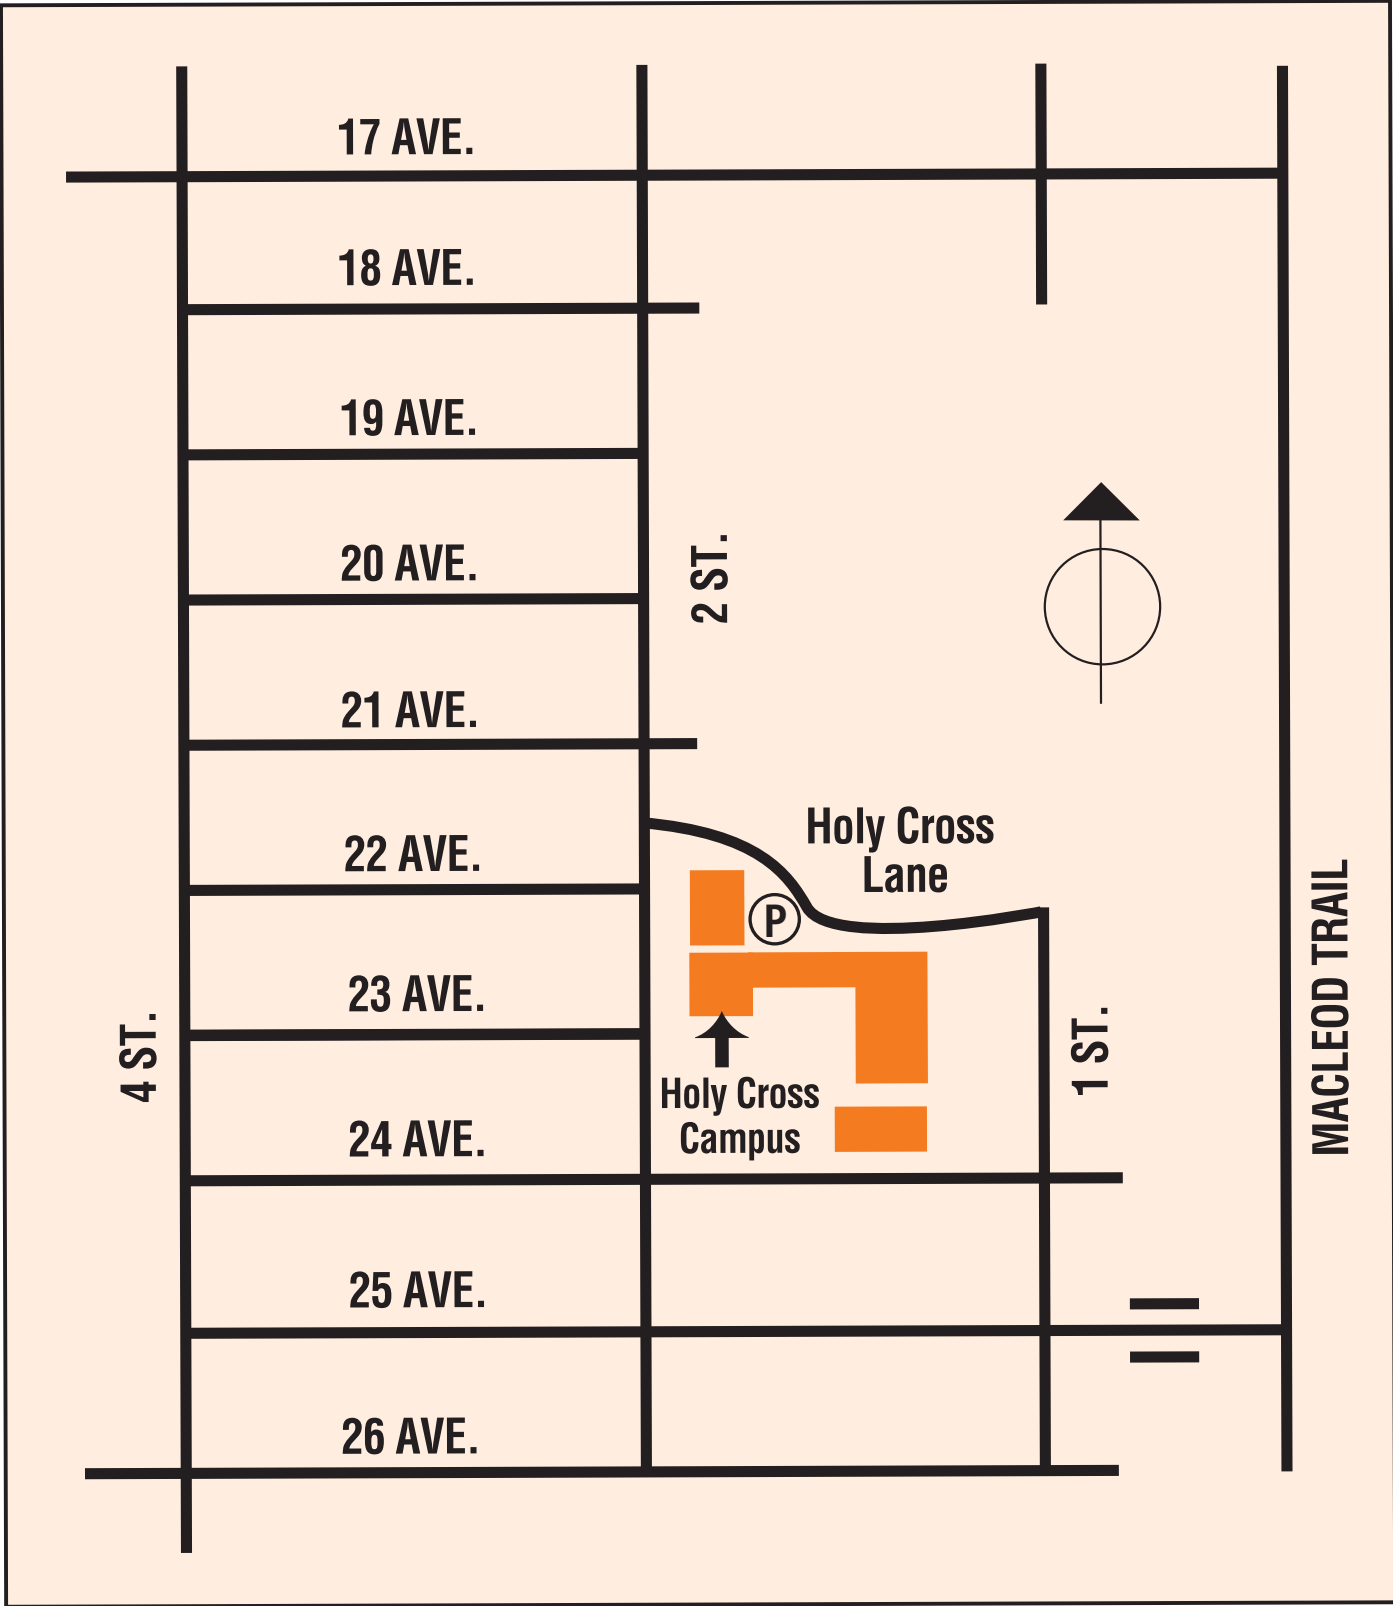 17 AVE.
18 AVE.
19 AVE.
20 AVE.
2 ST.
21 AVE.
Holy Cross
Lane
22 AVE.
P
MACLEOD TRAIL
23 AVE.
4 ST.
1 ST.
Holy Cross
Campus
24 AVE.
25 AVE.
26 AVE.